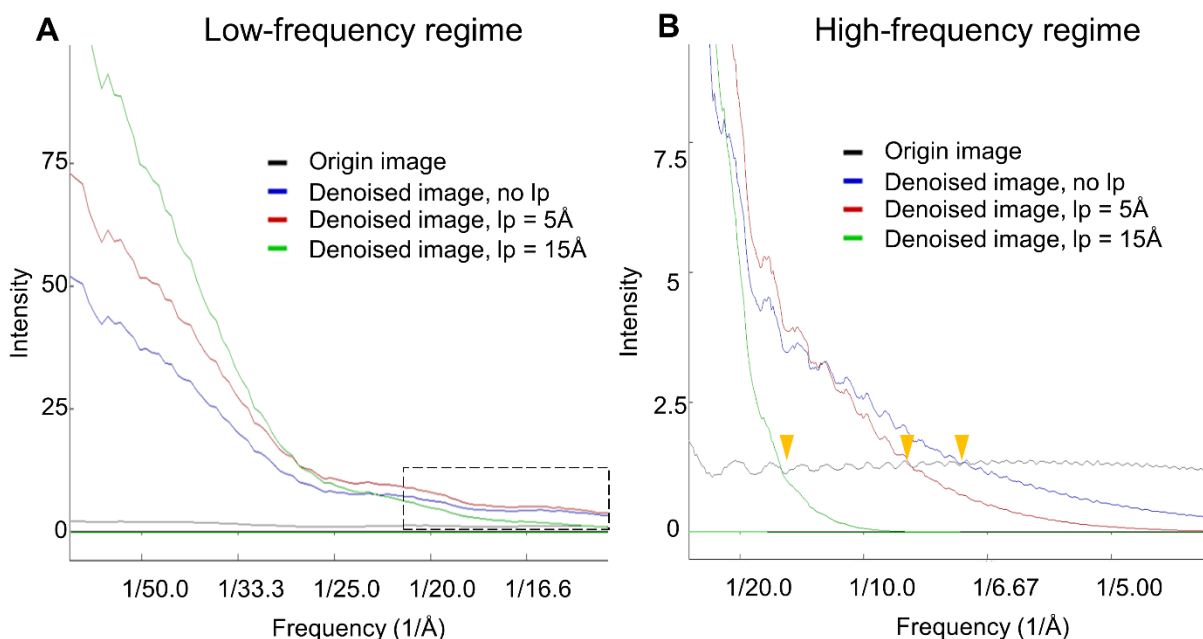 A
Low-frequency regime
75
50
25
0
Intensity
Origin image
Denoised image, no lp
Denoised image, lp = 5Å
Denoised image, lp = 15Å
1/50.0
1/33.3
1/25.0
1/20.0
1/16.6
Frequency (1/Å)
B
High-frequency regime
7.5
5
2.5
0
Intensity
Origin image
Denoised image, no lp
Denoised image, lp = 5Å
Denoised image, lp = 15Å
1/20.0
1/10.0
1/6.67
1/5.00
Frequency (1/Å)